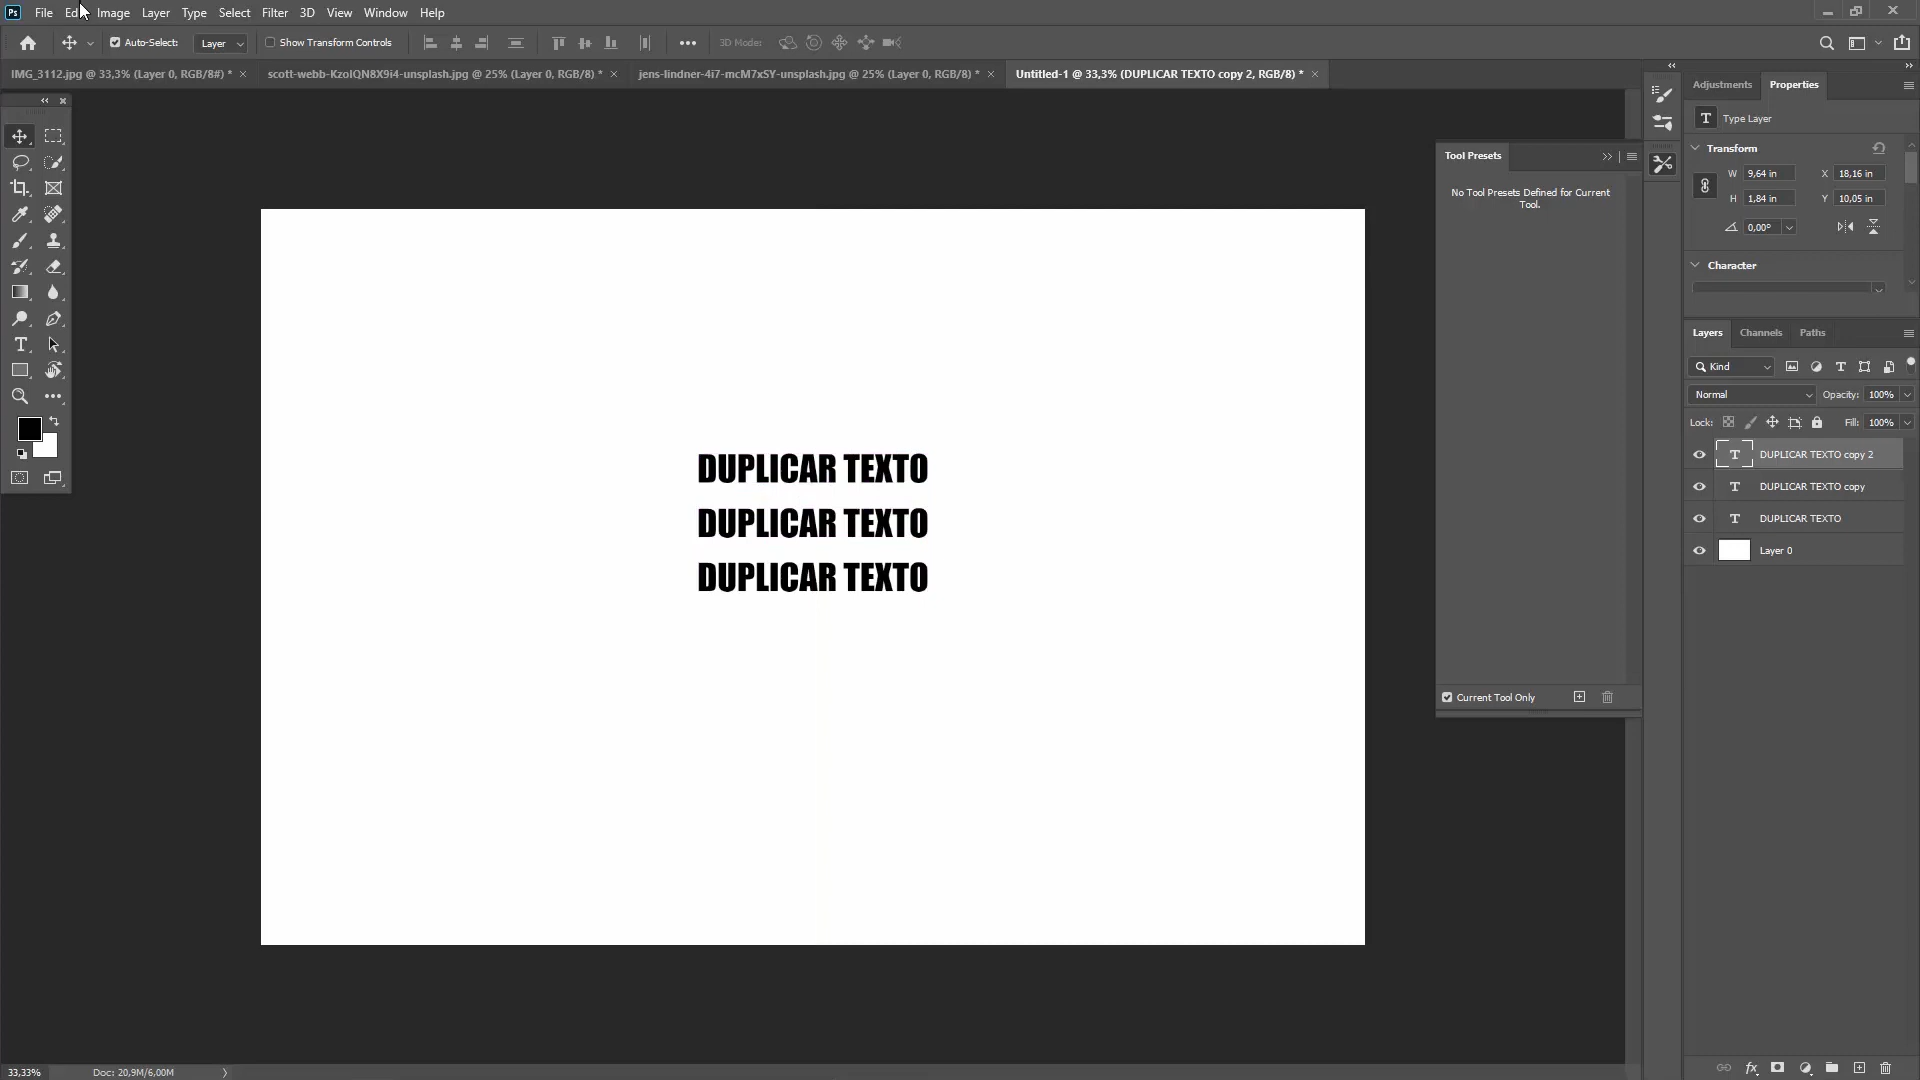 Ps File Ed Image Layer Type Select Filter 3D View Window Help
Auto-Select: Layer Show Transform Controls 3D Mode:
IMG_3112.jpg @ 33,3% (Layer 0, RGB/8#) * scott-webb-KzoIQN8X9i4-unsplash.jpg @ 25% (Layer 0, RGB/8) * jens-lindner-4i7-mcM7xSY-unsplash.jpg @ 25% (Layer 0, RGB/8) * Untitled-1 @ 33,3% (DUPLICAR TEXTO copy 2, RGB/8) *
Adjustments Properties
T Type Layer
Transform
W 9,64 in X 18,16 in
H 1,84 in Y 10,05 in
0,00°
Character
Tool Presets
No Tool Presets Defined for Current
Tool.
Current Tool Only
Layers Channels Paths
Kind
Normal Opacity: 100%
Lock: Fill: 100%
T DUPLICAR TEXTO copy 2
T DUPLICAR TEXTO copy
T DUPLICAR TEXTO
Layer 0
DUPLICAR TEXTO
DUPLICAR TEXTO
DUPLICAR TEXTO
33,33% Doc: 20,9M/6,00M
fx